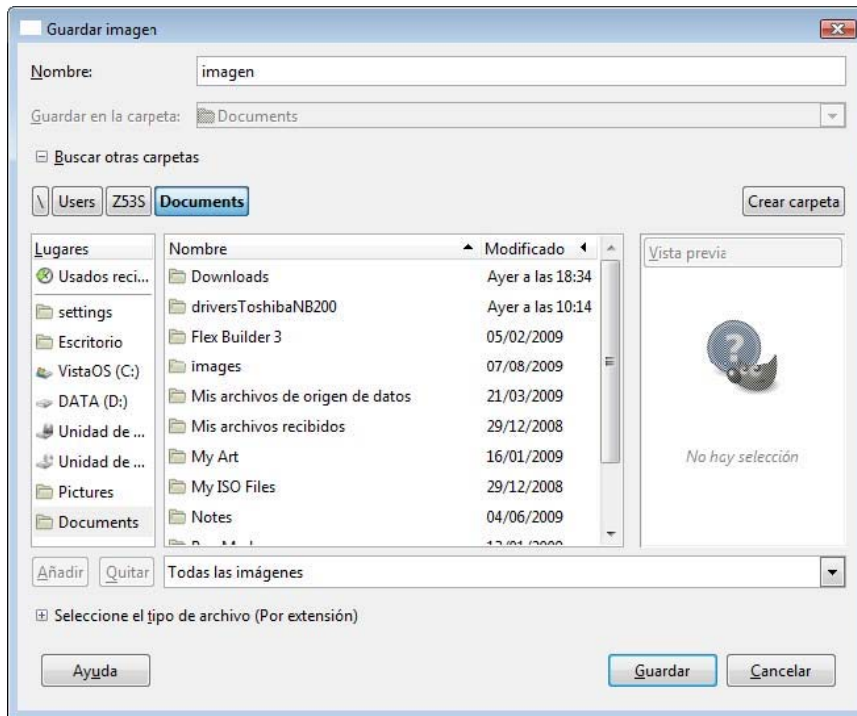 Guardar imagen
Nombre: imagen
Guardar en la carpeta: Documents
Buscar otras carpetas
\ Users Z53S Documents Crear carpeta
Lugares Nombre Modificado Vista previa
Usados reci... Downloads Ayer a las 18:34
settings driversToshibaNB200 Ayer a las 10:14
Escritorio Flex Builder 3 05/02/2009
VistaOS (C:) images 07/08/2009
DATA (D:) Mis archivos de origen de datos 21/03/2009
Unidad de ... Mis archivos recibidos 29/12/2008
Unidad de ... My Art 16/01/2009 No hay selección
Pictures My ISO Files 29/12/2008
Documents Notes 04/06/2009
Añadir Quitar Todas las imágenes
Seleccione el tipo de archivo (Por extensión)
Ayuda Guardar Cancelar